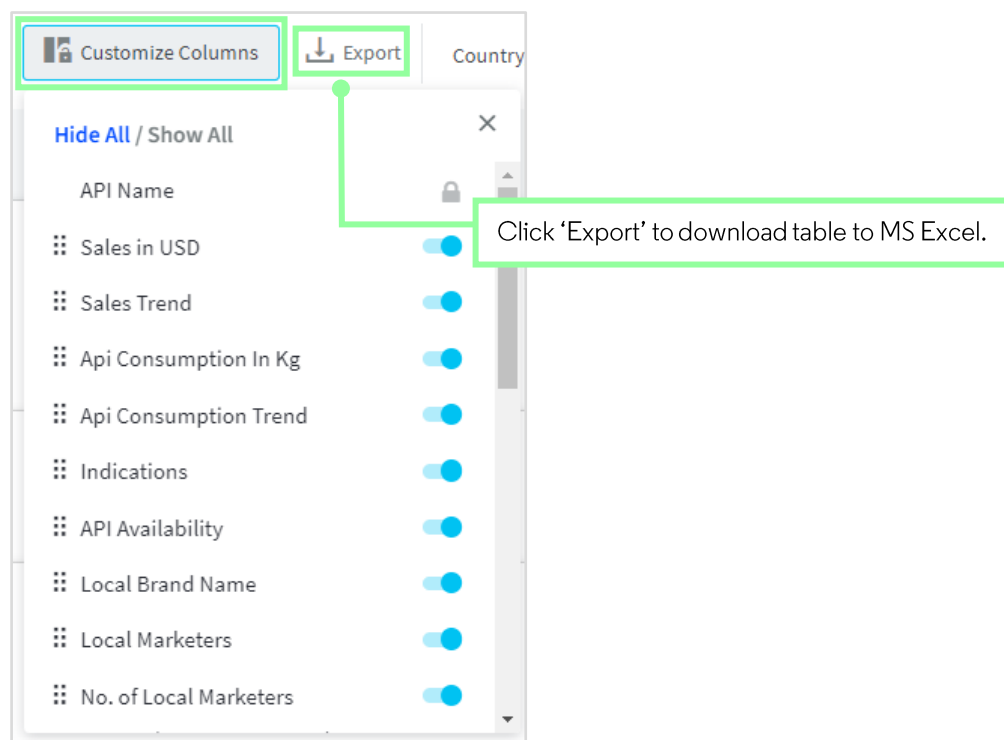 Customize Columns
Export
Country
Hide All / Show All
API Name
Click ‘Export’ to download table to MS Excel.
Sales in USD
Sales Trend
Api Consumption In Kg
Api Consumption Trend
Indications
API Availability
Local Brand Name
Local Marketers
No. of Local Marketers